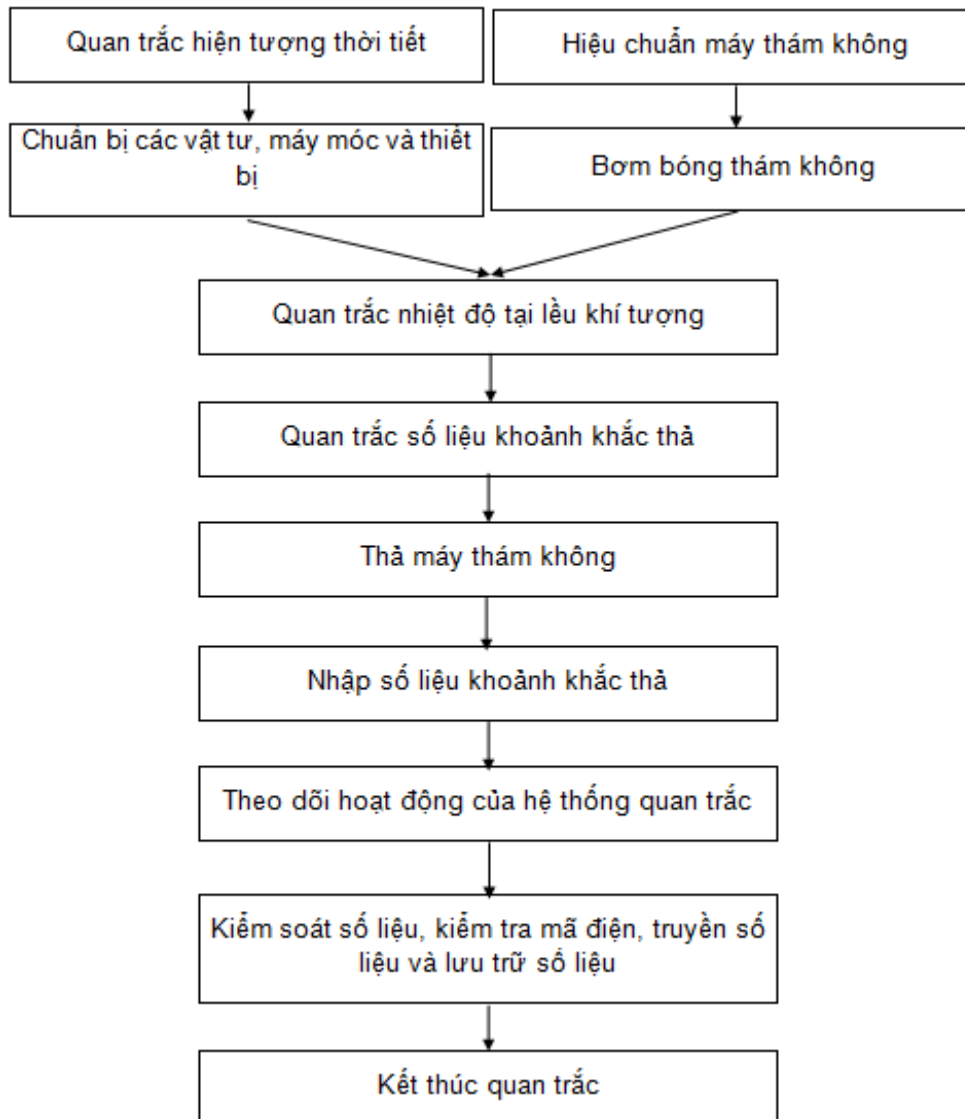 Quan trắc hiện tượng thời tiết
Hiệu chuẩn máy thám không
Chuẩn bị các vật tư, máy móc và thiết
bị
Bơm bóng thám không
Quan trắc nhiệt độ tại lều khí tượng
Quan trắc số liệu khoảnh khắc thả
Thả máy thám không
Nhập số liệu khoảnh khắc thả
Theo dõi hoạt động của hệ thống quan trắc
Kiểm soát số liệu, kiểm tra mã điện, truyền số
liệu và lưu trữ số liệu
Kết thúc quan trắc